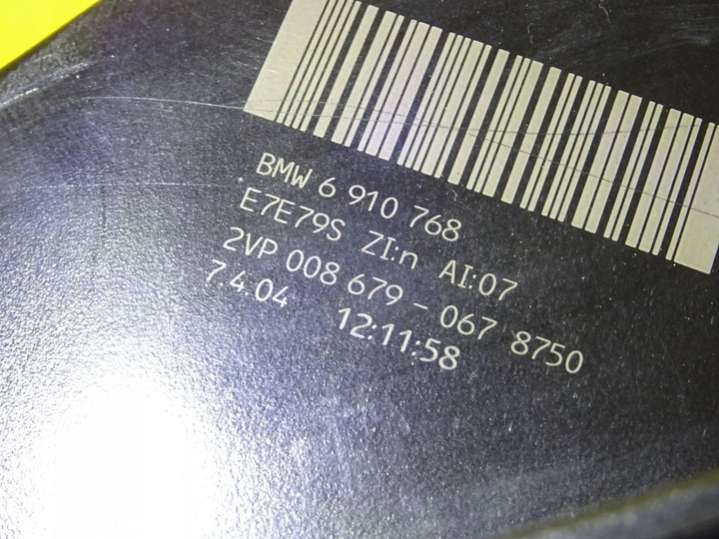 BMW 6 910 768
E7E79S ZI:n AI:07
2VP 008 679 - 067 8750
7.4.04 12:11:58